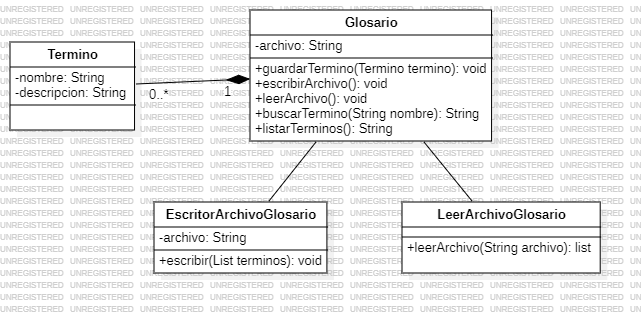 Glosario
-archivo: String
+guardarTermino(Termino termino): void
+escribirArchivo(): void
+leerArchivo(): void
+buscarTermino(String nombre): String
+listarTerminos(): String
Termino
-nombre: String
-descripcion: String
0..*
1
EscritorArchivoGlosario
-archivo: String
+escribir(List terminos): void
LeerArchivoGlosario
+leerArchivo(String archivo): list
UNREGISTERED